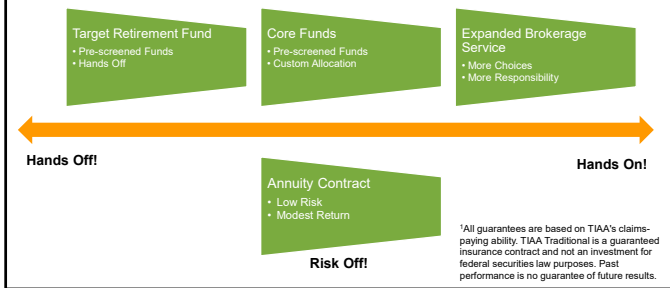 Target Retirement Fund
• Pre-screened Funds
• Hands Off
Core Funds
• Pre-screened Funds
• Custom Allocation
Expanded Brokerage
Service
• More Choices
• More Responsibility
Hands Off!
Hands On!
Annuity Contract
• Low Risk
• Modest Return
Risk Off!
¹All guarantees are based on TIAA's claims-
paying ability. TIAA Traditional is a guaranteed
insurance contract and not an investment for
federal securities law purposes. Past
performance is no guarantee of future results.